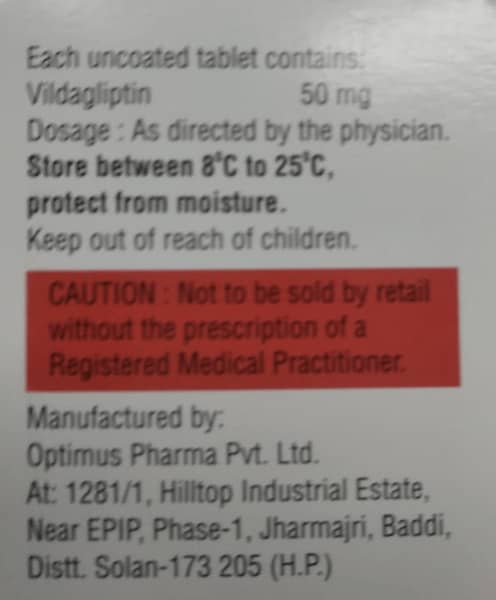 Each uncoated tablet contains:
Vildagliptin 50 mg
Dosage : As directed by the physician.
Store between 8°C to 25°C,
protect from moisture.
Keep out of reach of children.
CAUTION : Not to be sold by retail
without the prescription of a
Registered Medical Practitioner.
Manufactured by:
Optimus Pharma Pvt. Ltd.
At: 1281/1, Hilltop Industrial Estate,
Near EPIP, Phase-1, Jharmajri, Baddi,
Distt. Solan-173 205 (H.P.)